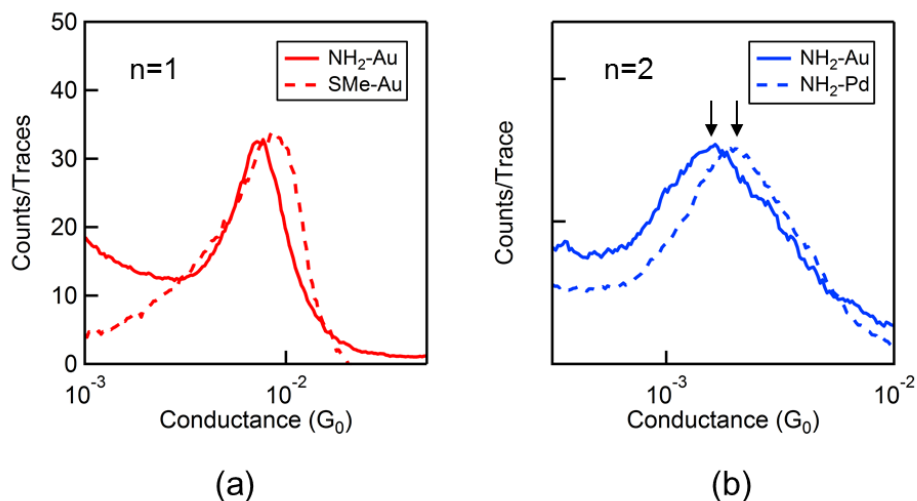 50
40
30
20
10
0
Counts/Traces
n=1
NH₂-Au
SMe-Au
10⁻³
10⁻²
Conductance (G₀)
(a)
Counts/Trace
n=2
NH₂-Au
NH₂-Pd
10⁻³
10⁻²
Conductance (G₀)
(b)